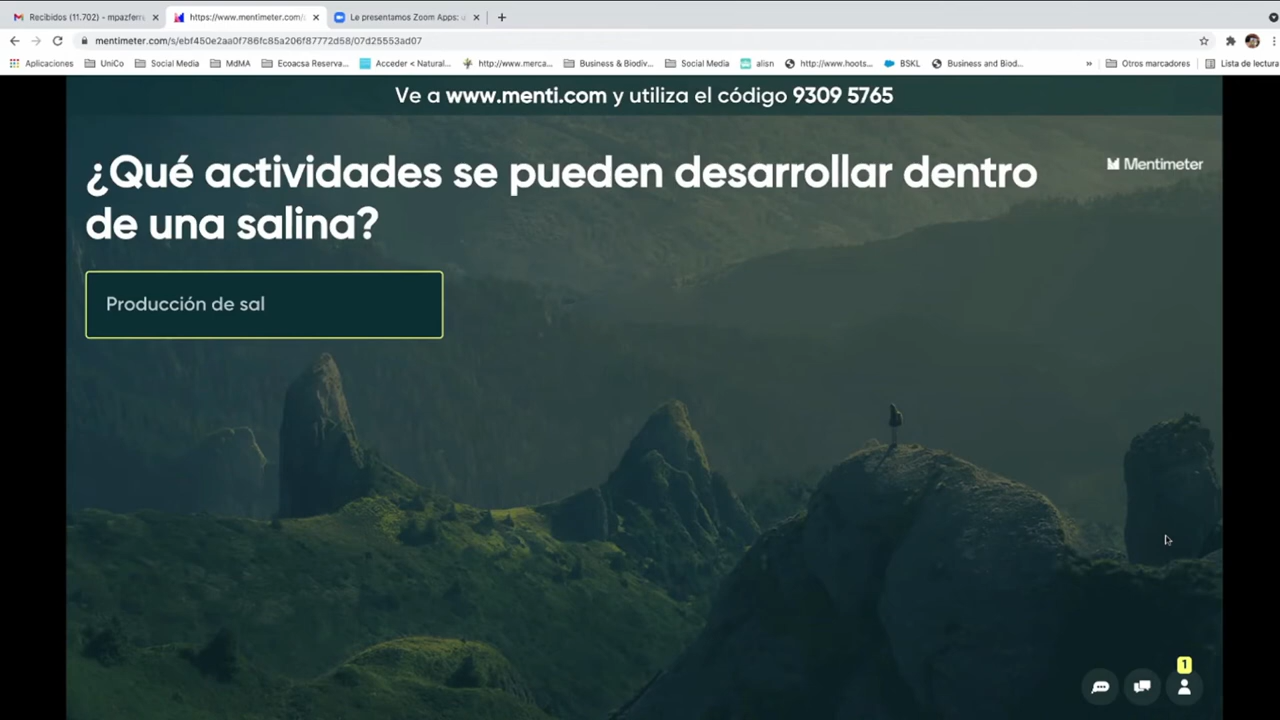 Recibidos (11.702) - mpazfern
https://www.mentimeter.com/
Le presentamos Zoom Apps: u
mentimeter.com/s/ebf450e2aa0f786fc85a206f87772d58/07d25553ad07
Aplicaciones
UniCo
Social Media
MdMA
Ecoacsa Reserva...
Acceder < Natural...
http://www.merca...
Business & Biodiv...
Social Media
alisn
http://www.hoots...
BSKL
Business and Biod...
»
Otros marcadores
Lista de lectura
Ve a www.menti.com y utiliza el código 9309 5765
¿Qué actividades se pueden desarrollar dentro
de una salina?
Mentimeter
Producción de sal
1